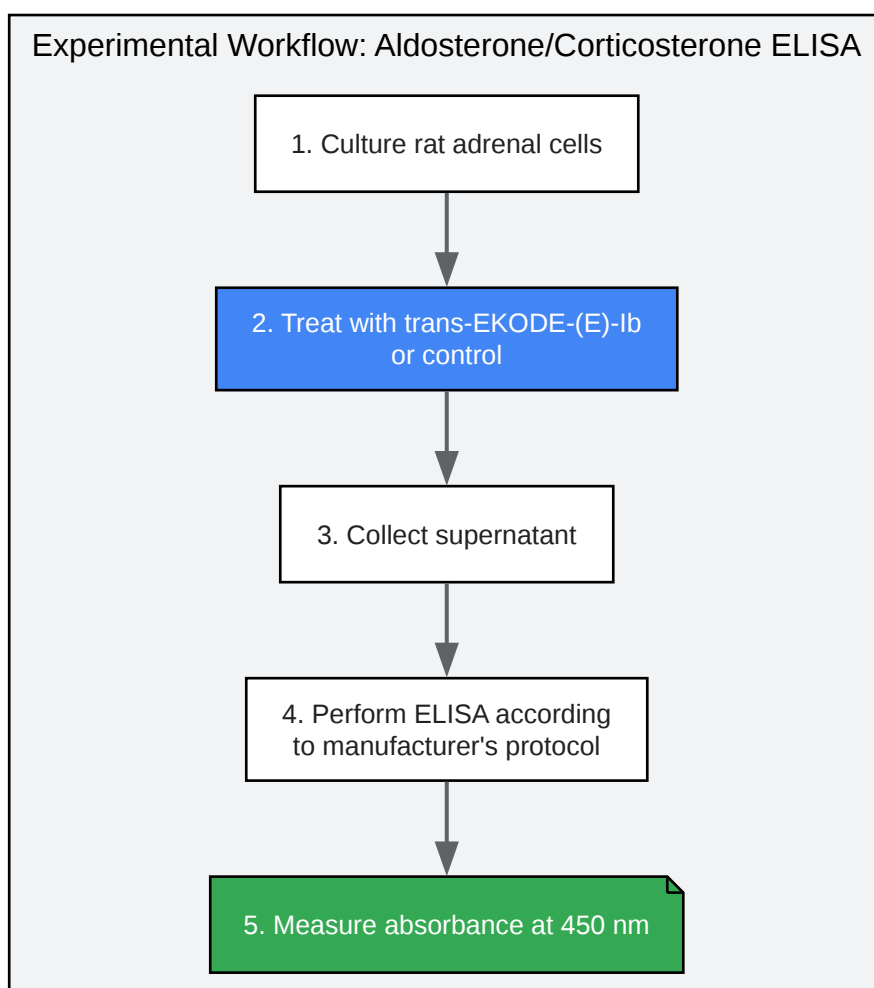 Experimental Workflow: Aldosterone/Corticosterone ELISA
1. Culture rat adrenal cells
2. Treat with trans-EKODE-(E)-Ib
or control
3. Collect supernatant
4. Perform ELISA according
to manufacturer's protocol
5. Measure absorbance at 450 nm